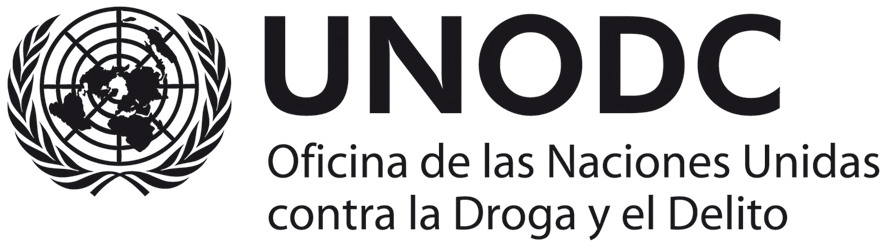 UNODC
Oficina de las Naciones Unidas
contra la Droga y el Delito